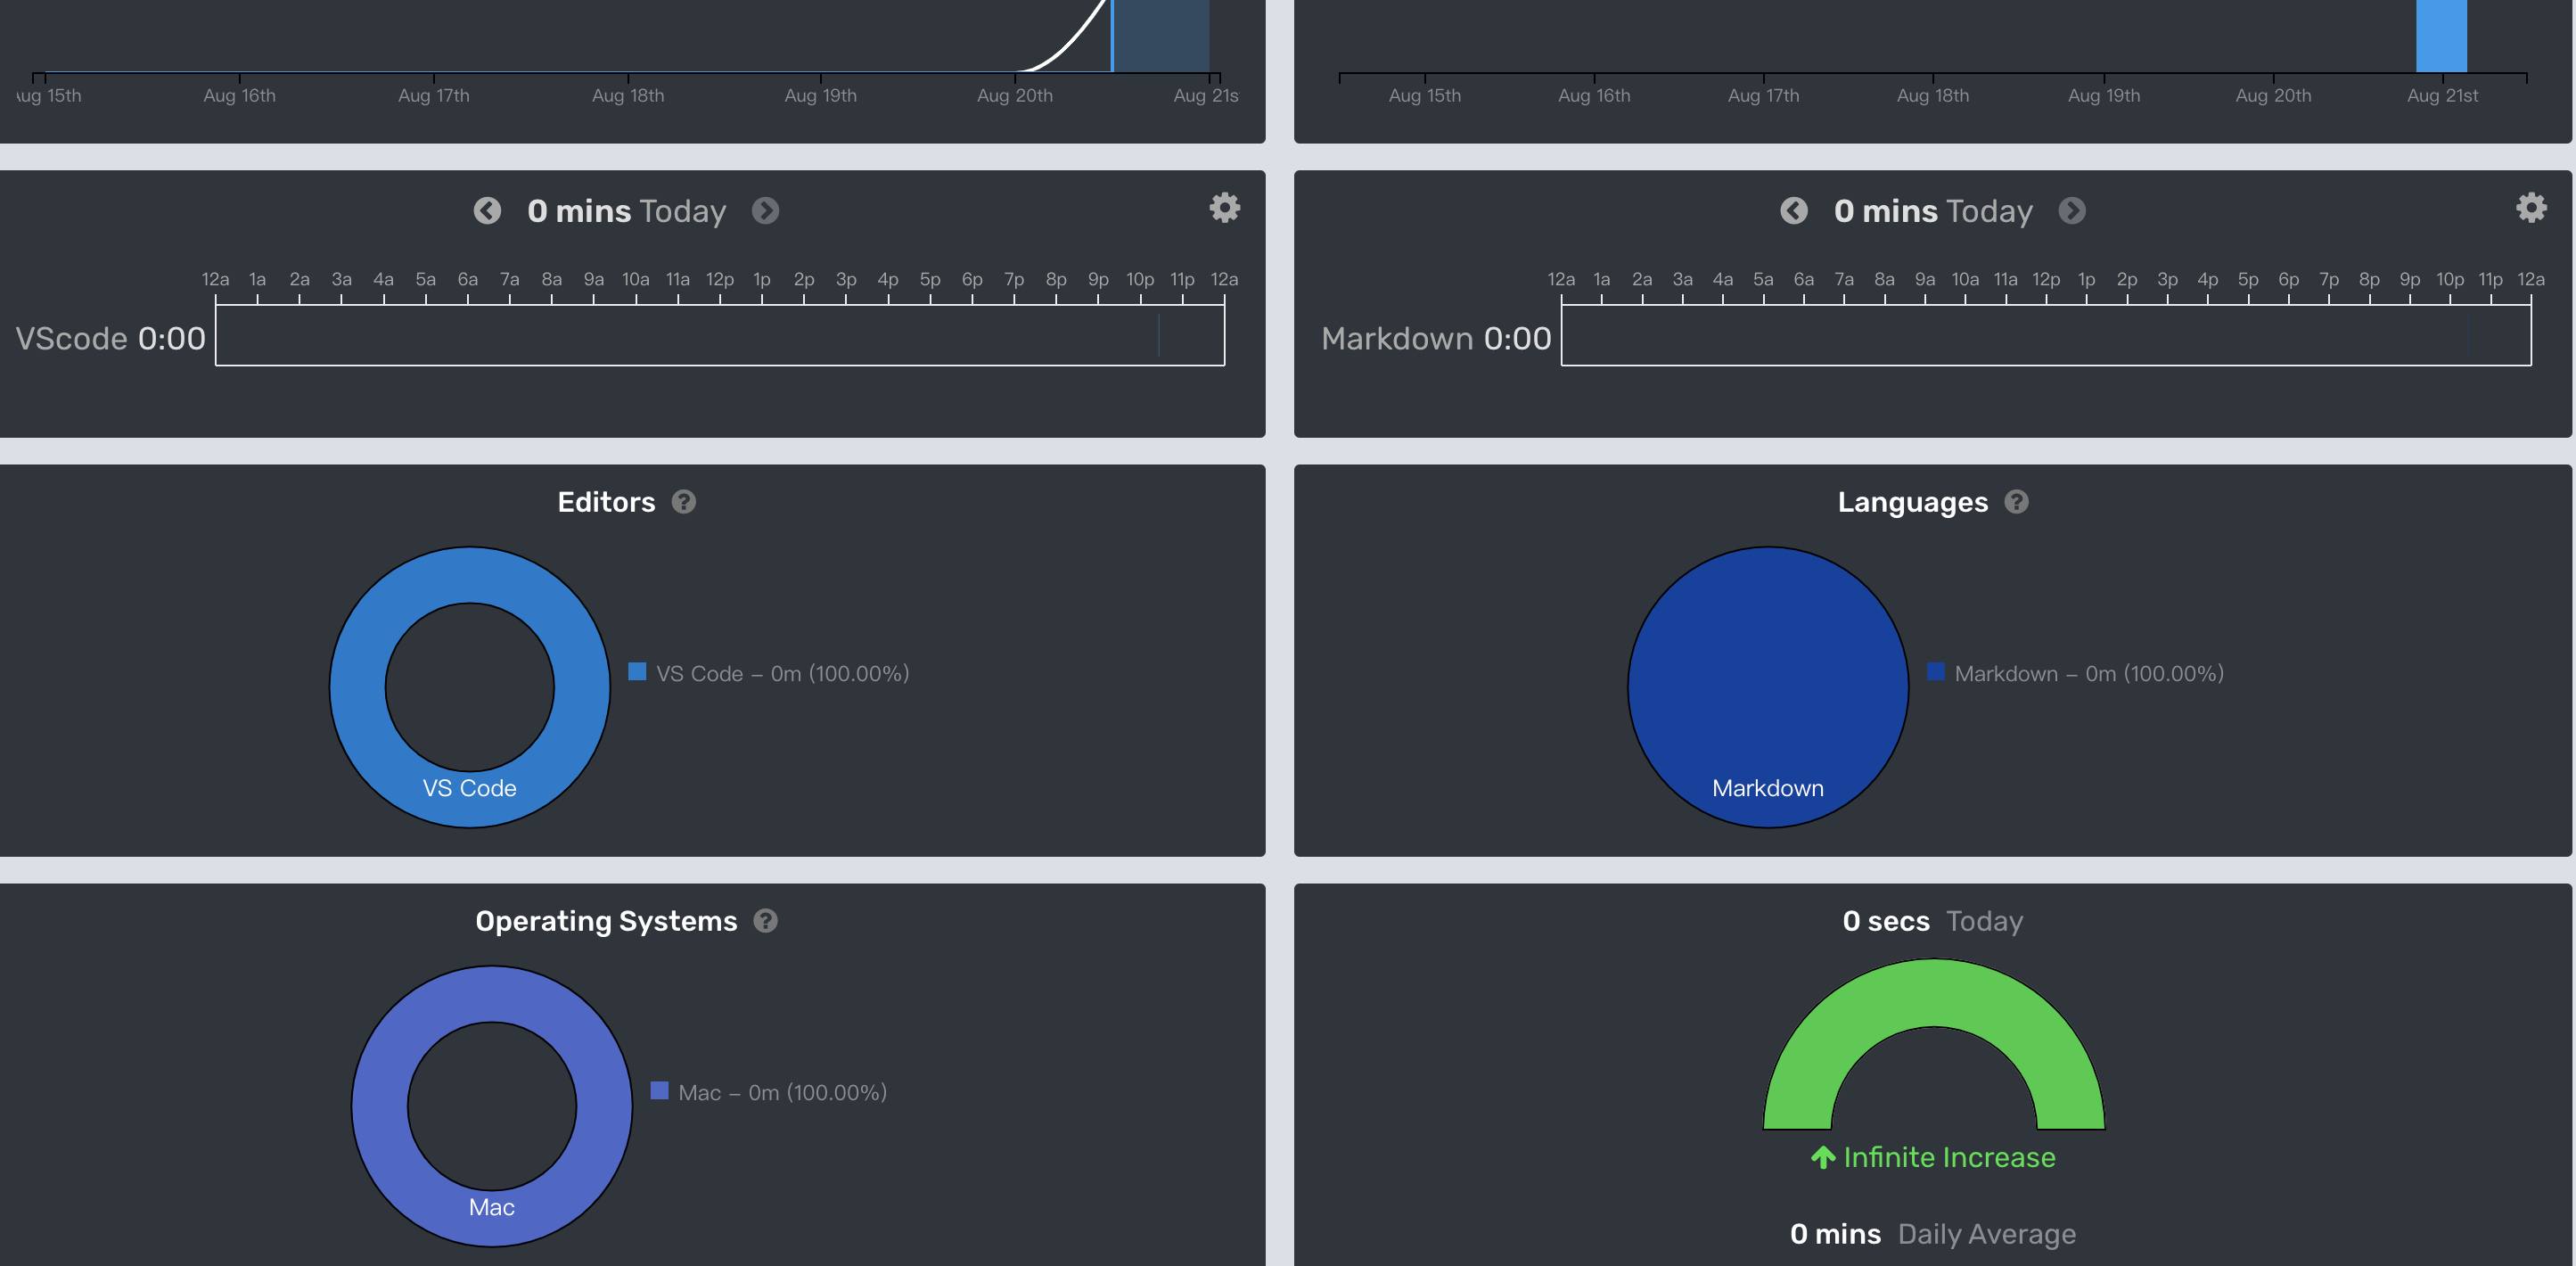 ug 15th Aug 16th Aug 17th Aug 18th Aug 19th Aug 20th Aug 21s
Aug 15th Aug 16th Aug 17th Aug 18th Aug 19th Aug 20th Aug 21st
0 mins Today
12a 1a 2a 3a 4a 5a 6a 7a 8a 9a 10a 11a 12p 1p 2p 3p 4p 5p 6p 7p 8p 9p 10p 11p 12a
VScode 0:00
0 mins Today
12a 1a 2a 3a 4a 5a 6a 7a 8a 9a 10a 11a 12p 1p 2p 3p 4p 5p 6p 7p 8p 9p 10p 11p 12a
Markdown 0:00
Editors ?
VS Code – 0m (100.00%)
VS Code
Languages ?
Markdown – 0m (100.00%)
Markdown
Operating Systems ?
Mac – 0m (100.00%)
Mac
0 secs Today
Infinite Increase
0 mins Daily Average